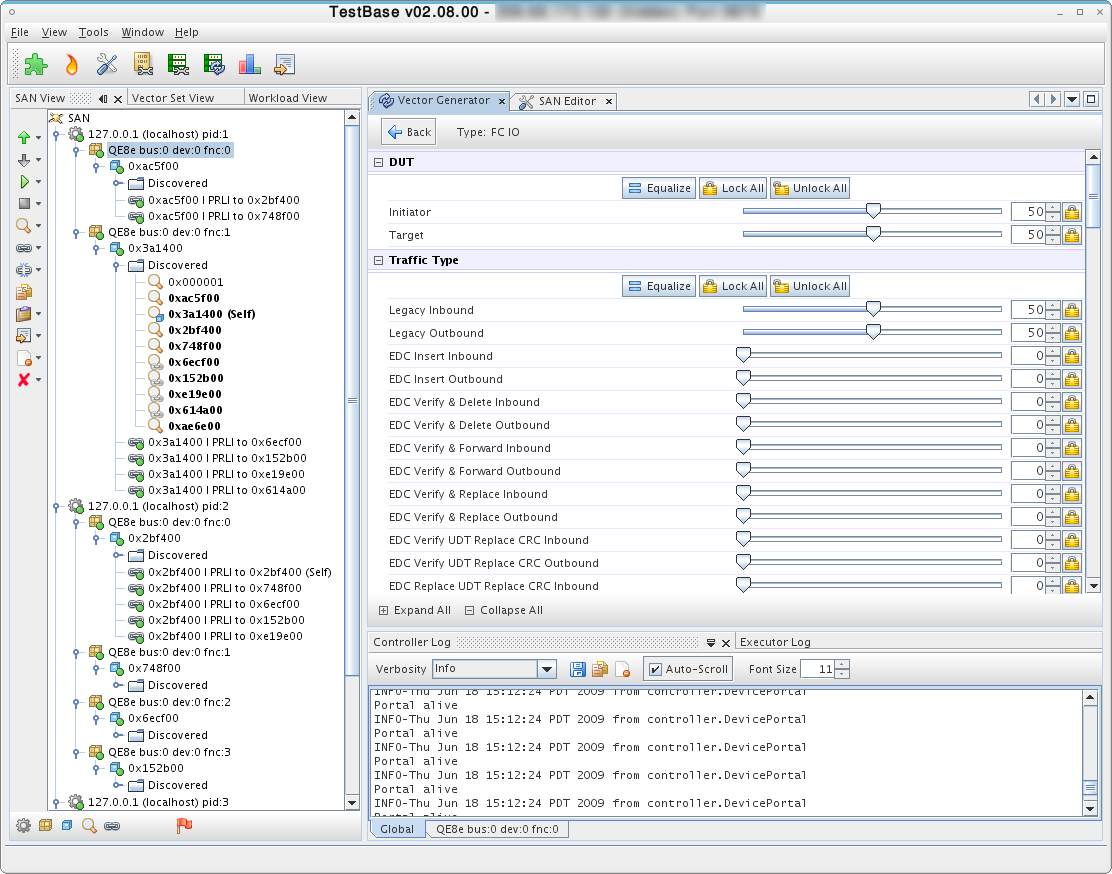 TestBase v02.08.00 -
File View Tools Window Help
SAN View
Vector Set View
Workload View
SAN
127.0.0.1 (localhost) pid:1
QE8e bus:0 dev:0 fnc:0
0xac5f00
Discovered
0xac5f00 | PRLI to 0x2bf400
0xac5f00 | PRLI to 0x748f00
QE8e bus:0 dev:0 fnc:1
0x3a1400
Discovered
0x000001
0xac5f00
0x3a1400 (Self)
0x2bf400
0x748f00
0x6ecf00
0x152b00
0xe19e00
0x614a00
0xae6e00
0x3a1400 | PRLI to 0x6ecf00
0x3a1400 | PRLI to 0x152b00
0x3a1400 | PRLI to 0xe19e00
0x3a1400 | PRLI to 0x614a00
127.0.0.1 (localhost) pid:2
QE8e bus:0 dev:0 fnc:0
0x2bf400
Discovered
0x2bf400 | PRLI to 0x2bf400 (Self)
0x2bf400 | PRLI to 0x748f00
0x2bf400 | PRLI to 0x6ecf00
0x2bf400 | PRLI to 0x152b00
0x2bf400 | PRLI to 0xe19e00
QE8e bus:0 dev:0 fnc:1
0x748f00
Discovered
QE8e bus:0 dev:0 fnc:2
0x6ecf00
Discovered
QE8e bus:0 dev:0 fnc:3
0x152b00
Discovered
127.0.0.1 (localhost) pid:3
Vector Generator
SAN Editor
Back
Type: FC IO
DUT
Equalize
Lock All
Unlock All
Initiator 50
Target 50
Traffic Type
Equalize
Lock All
Unlock All
Legacy Inbound 50
Legacy Outbound 50
EDC Insert Inbound 0
EDC Insert Outbound 0
EDC Verify & Delete Inbound 0
EDC Verify & Delete Outbound 0
EDC Verify & Forward Inbound 0
EDC Verify & Forward Outbound 0
EDC Verify & Replace Inbound 0
EDC Verify & Replace Outbound 0
EDC Verify UDT Replace CRC Inbound 0
EDC Verify UDT Replace CRC Outbound 0
EDC Replace UDT Replace CRC Inbound 0
Expand All
Collapse All
Controller Log
Executor Log
Verbosity
Info
Auto-Scroll
Font Size 11
INFO-Thu Jun 18 15:12:24 PDT 2009 from controller.DevicePortal
Portal alive
INFO-Thu Jun 18 15:12:24 PDT 2009 from controller.DevicePortal
Portal alive
INFO-Thu Jun 18 15:12:24 PDT 2009 from controller.DevicePortal
Portal alive
INFO-Thu Jun 18 15:12:24 PDT 2009 from controller.DevicePortal
Portal alive
INFO-Thu Jun 18 15:12:24 PDT 2009 from controller.DevicePortal
Portal alive
Global
QE8e bus:0 dev:0 fnc:0